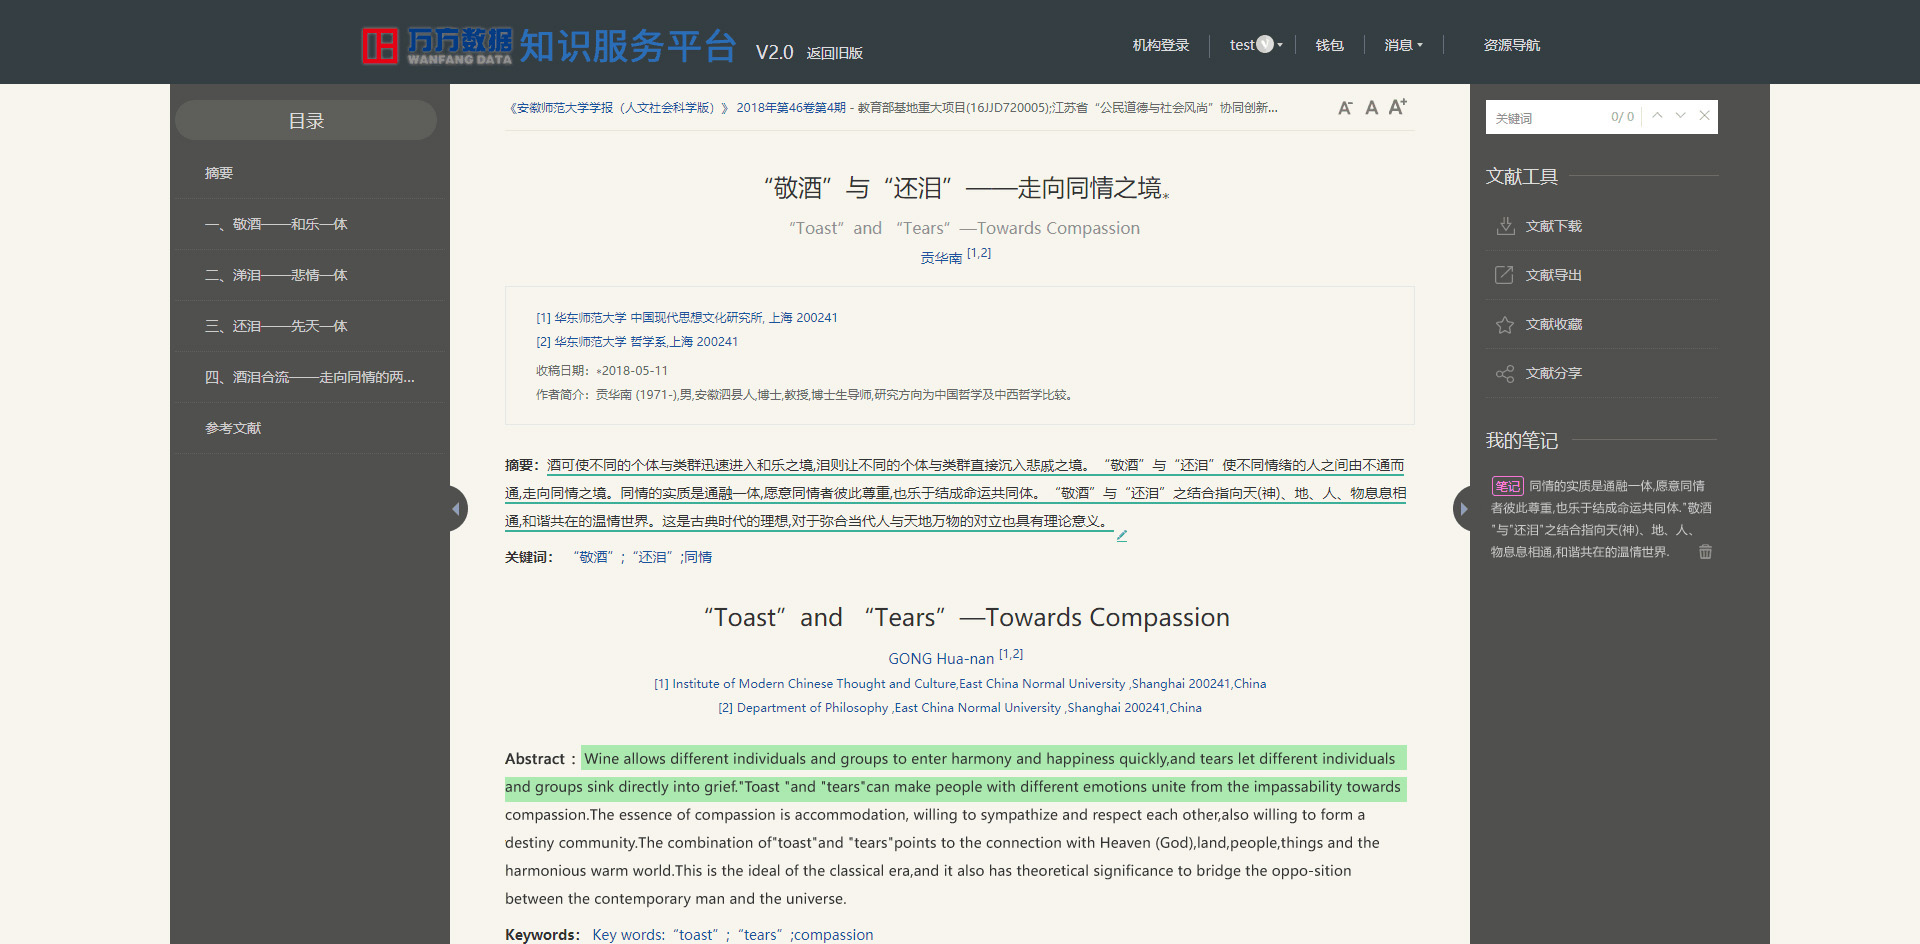 万方数据 WANFANG DATA 知识服务平台 V2.0 返回旧版 机构登录 test V 钱包 消息 资源导航
目录
摘要
一、敬酒——和乐一体
二、涕泪——悲情一体
三、还泪——先天一体
四、酒泪合流——走向同情的两...
参考文献
《安徽师范大学学报（人文社会科学版）》 2018年第46卷第4期 - 教育部基地重大项目(16JJD720005);江苏省“公民道德与社会风尚”协同创新... A- A A+
“敬酒”与“还泪”——走向同情之境*
“Toast”and “Tears”—Towards Compassion
贡华南 [1,2]
[1] 华东师范大学 中国现代思想文化研究所, 上海 200241
[2] 华东师范大学 哲学系,上海 200241
收稿日期：*2018-05-11
作者简介：贡华南 (1971-),男,安徽泗县人,博士,教授,博士生导师,研究方向为中国哲学及中西哲学比较。
摘要：酒可使不同的个体与类群迅速进入和乐之境,泪则让不同的个体与类群直接沉入悲戚之境。“敬酒”与“还泪”使不同情绪的人之间由不通而
通,走向同情之境。同情的实质是通融一体,愿意同情者彼此尊重,也乐于结成命运共同体。“敬酒”与“还泪”之结合指向天(神)、地、人、物息息相
通,和谐共在的温情世界。这是古典时代的理想,对于弥合当代人与天地万物的对立也具有理论意义。
关键词： “敬酒”;“还泪”;同情
“Toast”and “Tears”—Towards Compassion
GONG Hua-nan [1,2]
[1] Institute of Modern Chinese Thought and Culture,East China Normal University ,Shanghai 200241,China
[2] Department of Philosophy ,East China Normal University ,Shanghai 200241,China
Abstract：Wine allows different individuals and groups to enter harmony and happiness quickly,and tears let different individuals
and groups sink directly into grief."Toast "and "tears"can make people with different emotions unite from the impassability towards
compassion.The essence of compassion is accommodation, willing to sympathize and respect each other,also willing to form a
destiny community.The combination of"toast"and "tears"points to the connection with Heaven (God),land,people,things and the
harmonious warm world.This is the ideal of the classical era,and it also has theoretical significance to bridge the oppo-sition
between the contemporary man and the universe.
Keywords： Key words:“toast”;“tears”;compassion
关键词 0/ 0
文献工具
文献下载
文献导出
文献收藏
文献分享
我的笔记
笔记 同情的实质是通融一体,愿意同情
者彼此尊重,也乐于结成命运共同体."敬酒
"与"还泪"之结合指向天(神)、地、人、
物息息相通,和谐共在的温情世界.